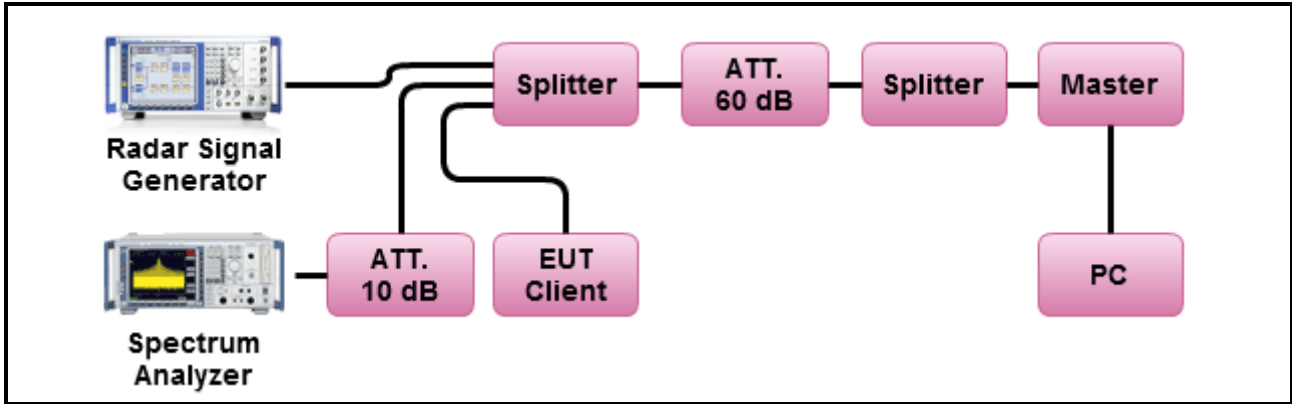 Radar Signal
Generator
Splitter
ATT.
60 dB
Splitter
Master
Spectrum
Analyzer
ATT.
10 dB
EUT
Client
PC